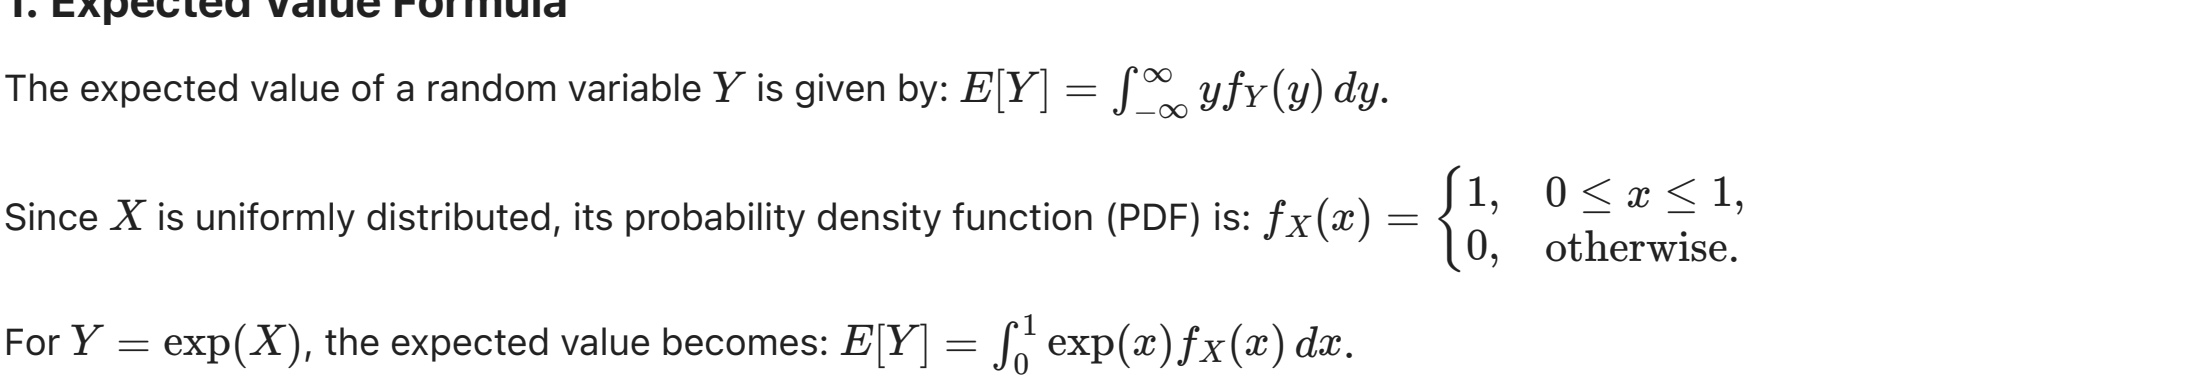 1. Expected Value Formula
The expected value of a random variable Y is given by: E[Y] = ∫_{-∞}^{∞} y f_Y(y) dy.
Since X is uniformly distributed, its probability density function (PDF) is: f_X(x) = { 1, 0 ≤ x ≤ 1, 0, otherwise.
For Y = exp(X), the expected value becomes: E[Y] = ∫_0^1 exp(x) f_X(x) dx.